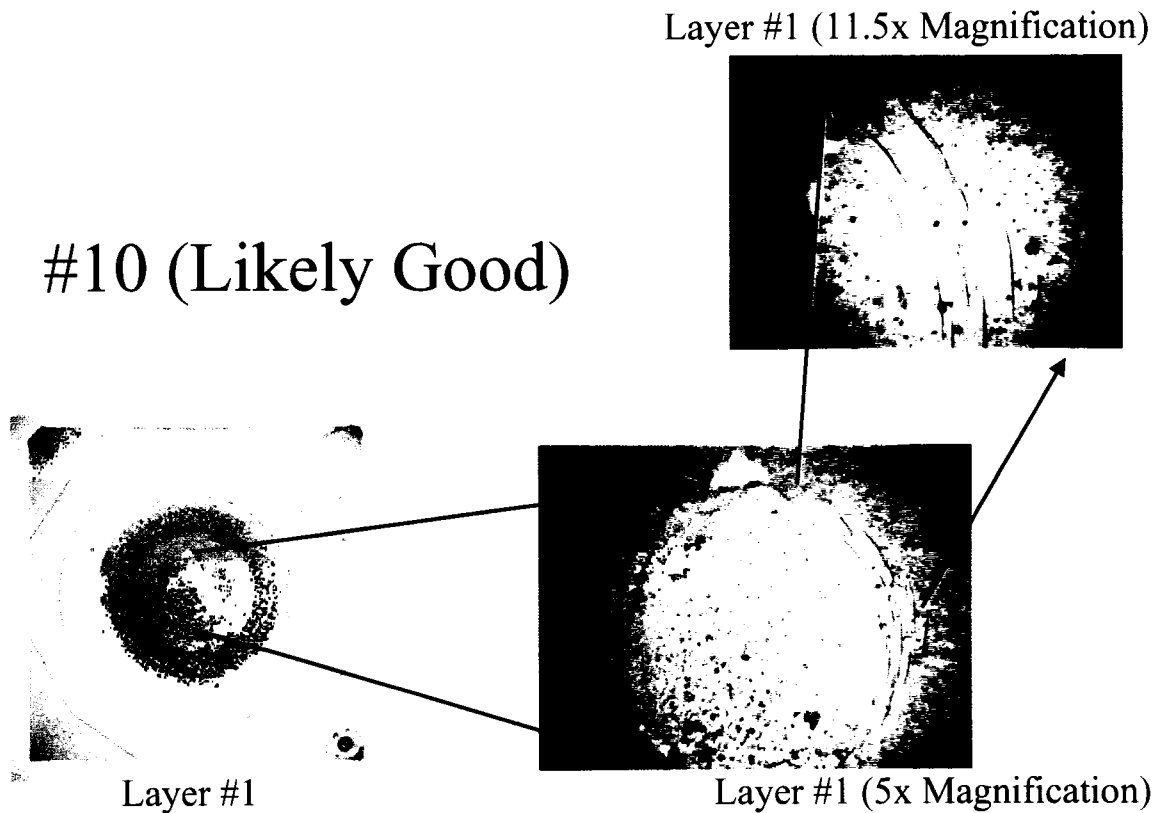 Layer #1 (11.5x Magnification)
#10 (Likely Good)
Layer #1
Layer #1 (5x Magnification)